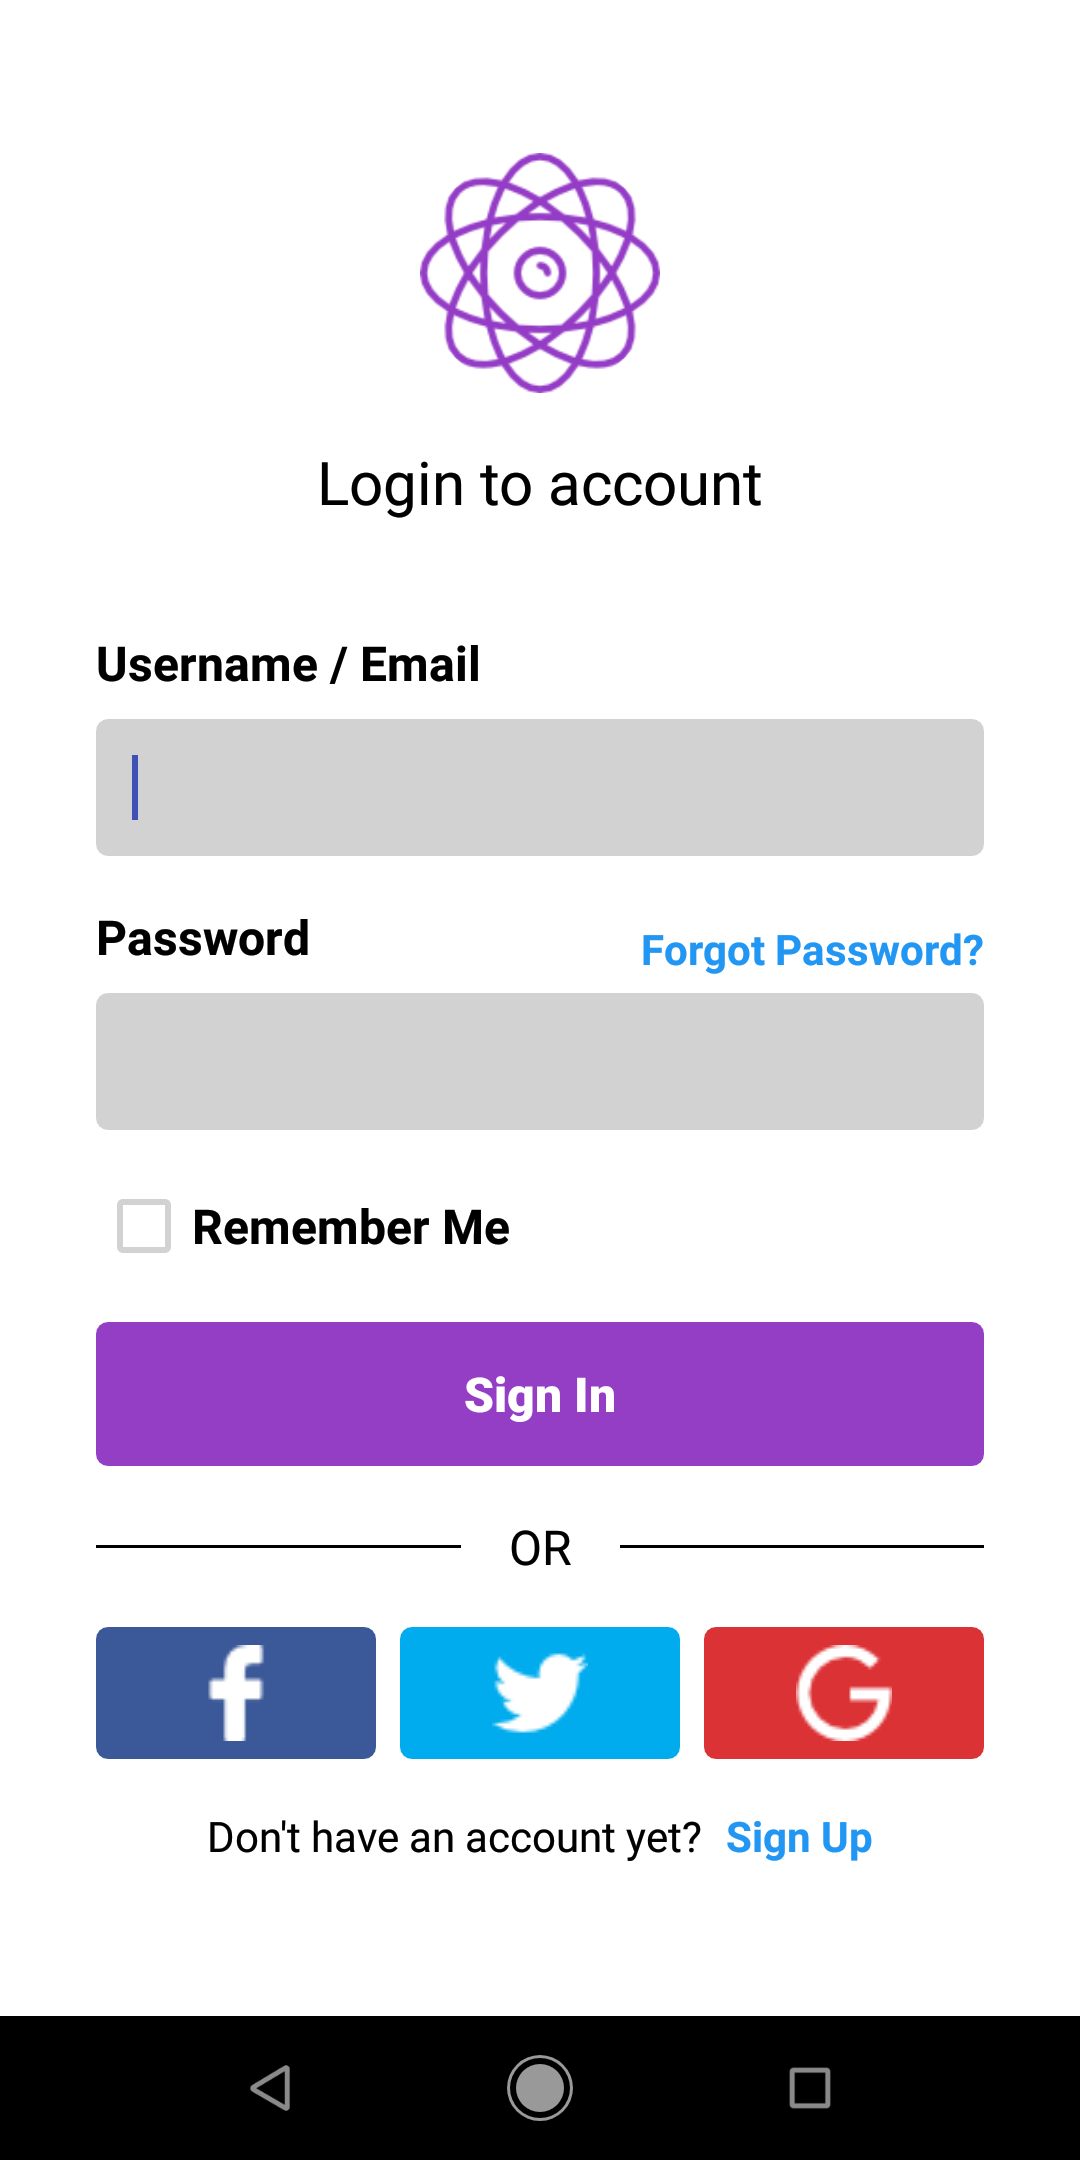 Login to account
Username / Email
Password
Forgot Password?
Remember Me
Sign In
OR
Don't have an account yet? Sign Up